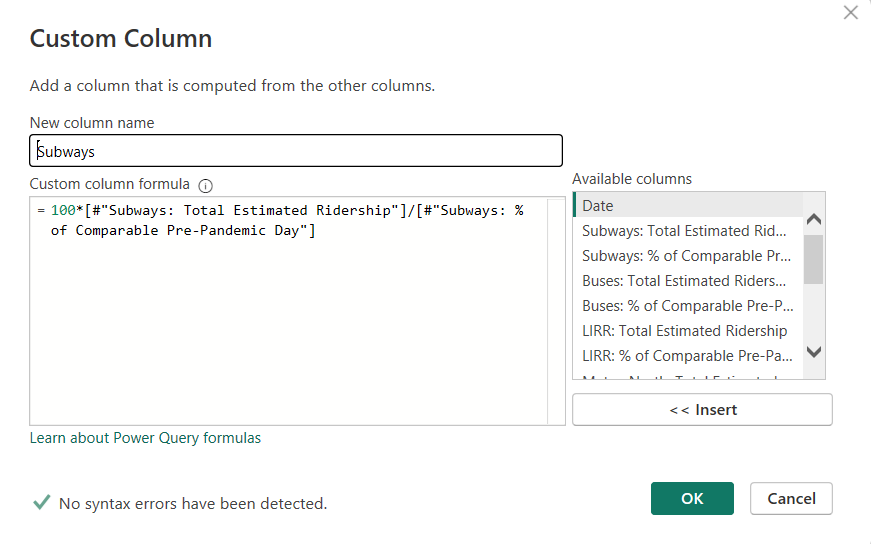 Custom Column
Add a column that is computed from the other columns.
New column name
Subways
Custom column formula
= 100*[#"Subways: Total Estimated Ridership"]/[#"Subways: %
of Comparable Pre-Pandemic Day"]
Available columns
Date
Subways: Total Estimated Rid...
Subways: % of Comparable Pr...
Buses: Total Estimated Riders...
Buses: % of Comparable Pre-P...
LIRR: Total Estimated Ridership
LIRR: % of Comparable Pre-Pa...
<< Insert
Learn about Power Query formulas
No syntax errors have been detected.
OK
Cancel